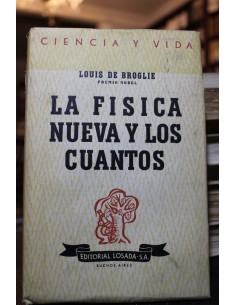 CIENCIA Y VIDA
LOUIS DE BROGLIE
PREMIO NOBEL
LA FISICA
NUEVA Y LOS
CUANTOS
EDITORIAL LOSADA-S.A
BUENOS AIRES